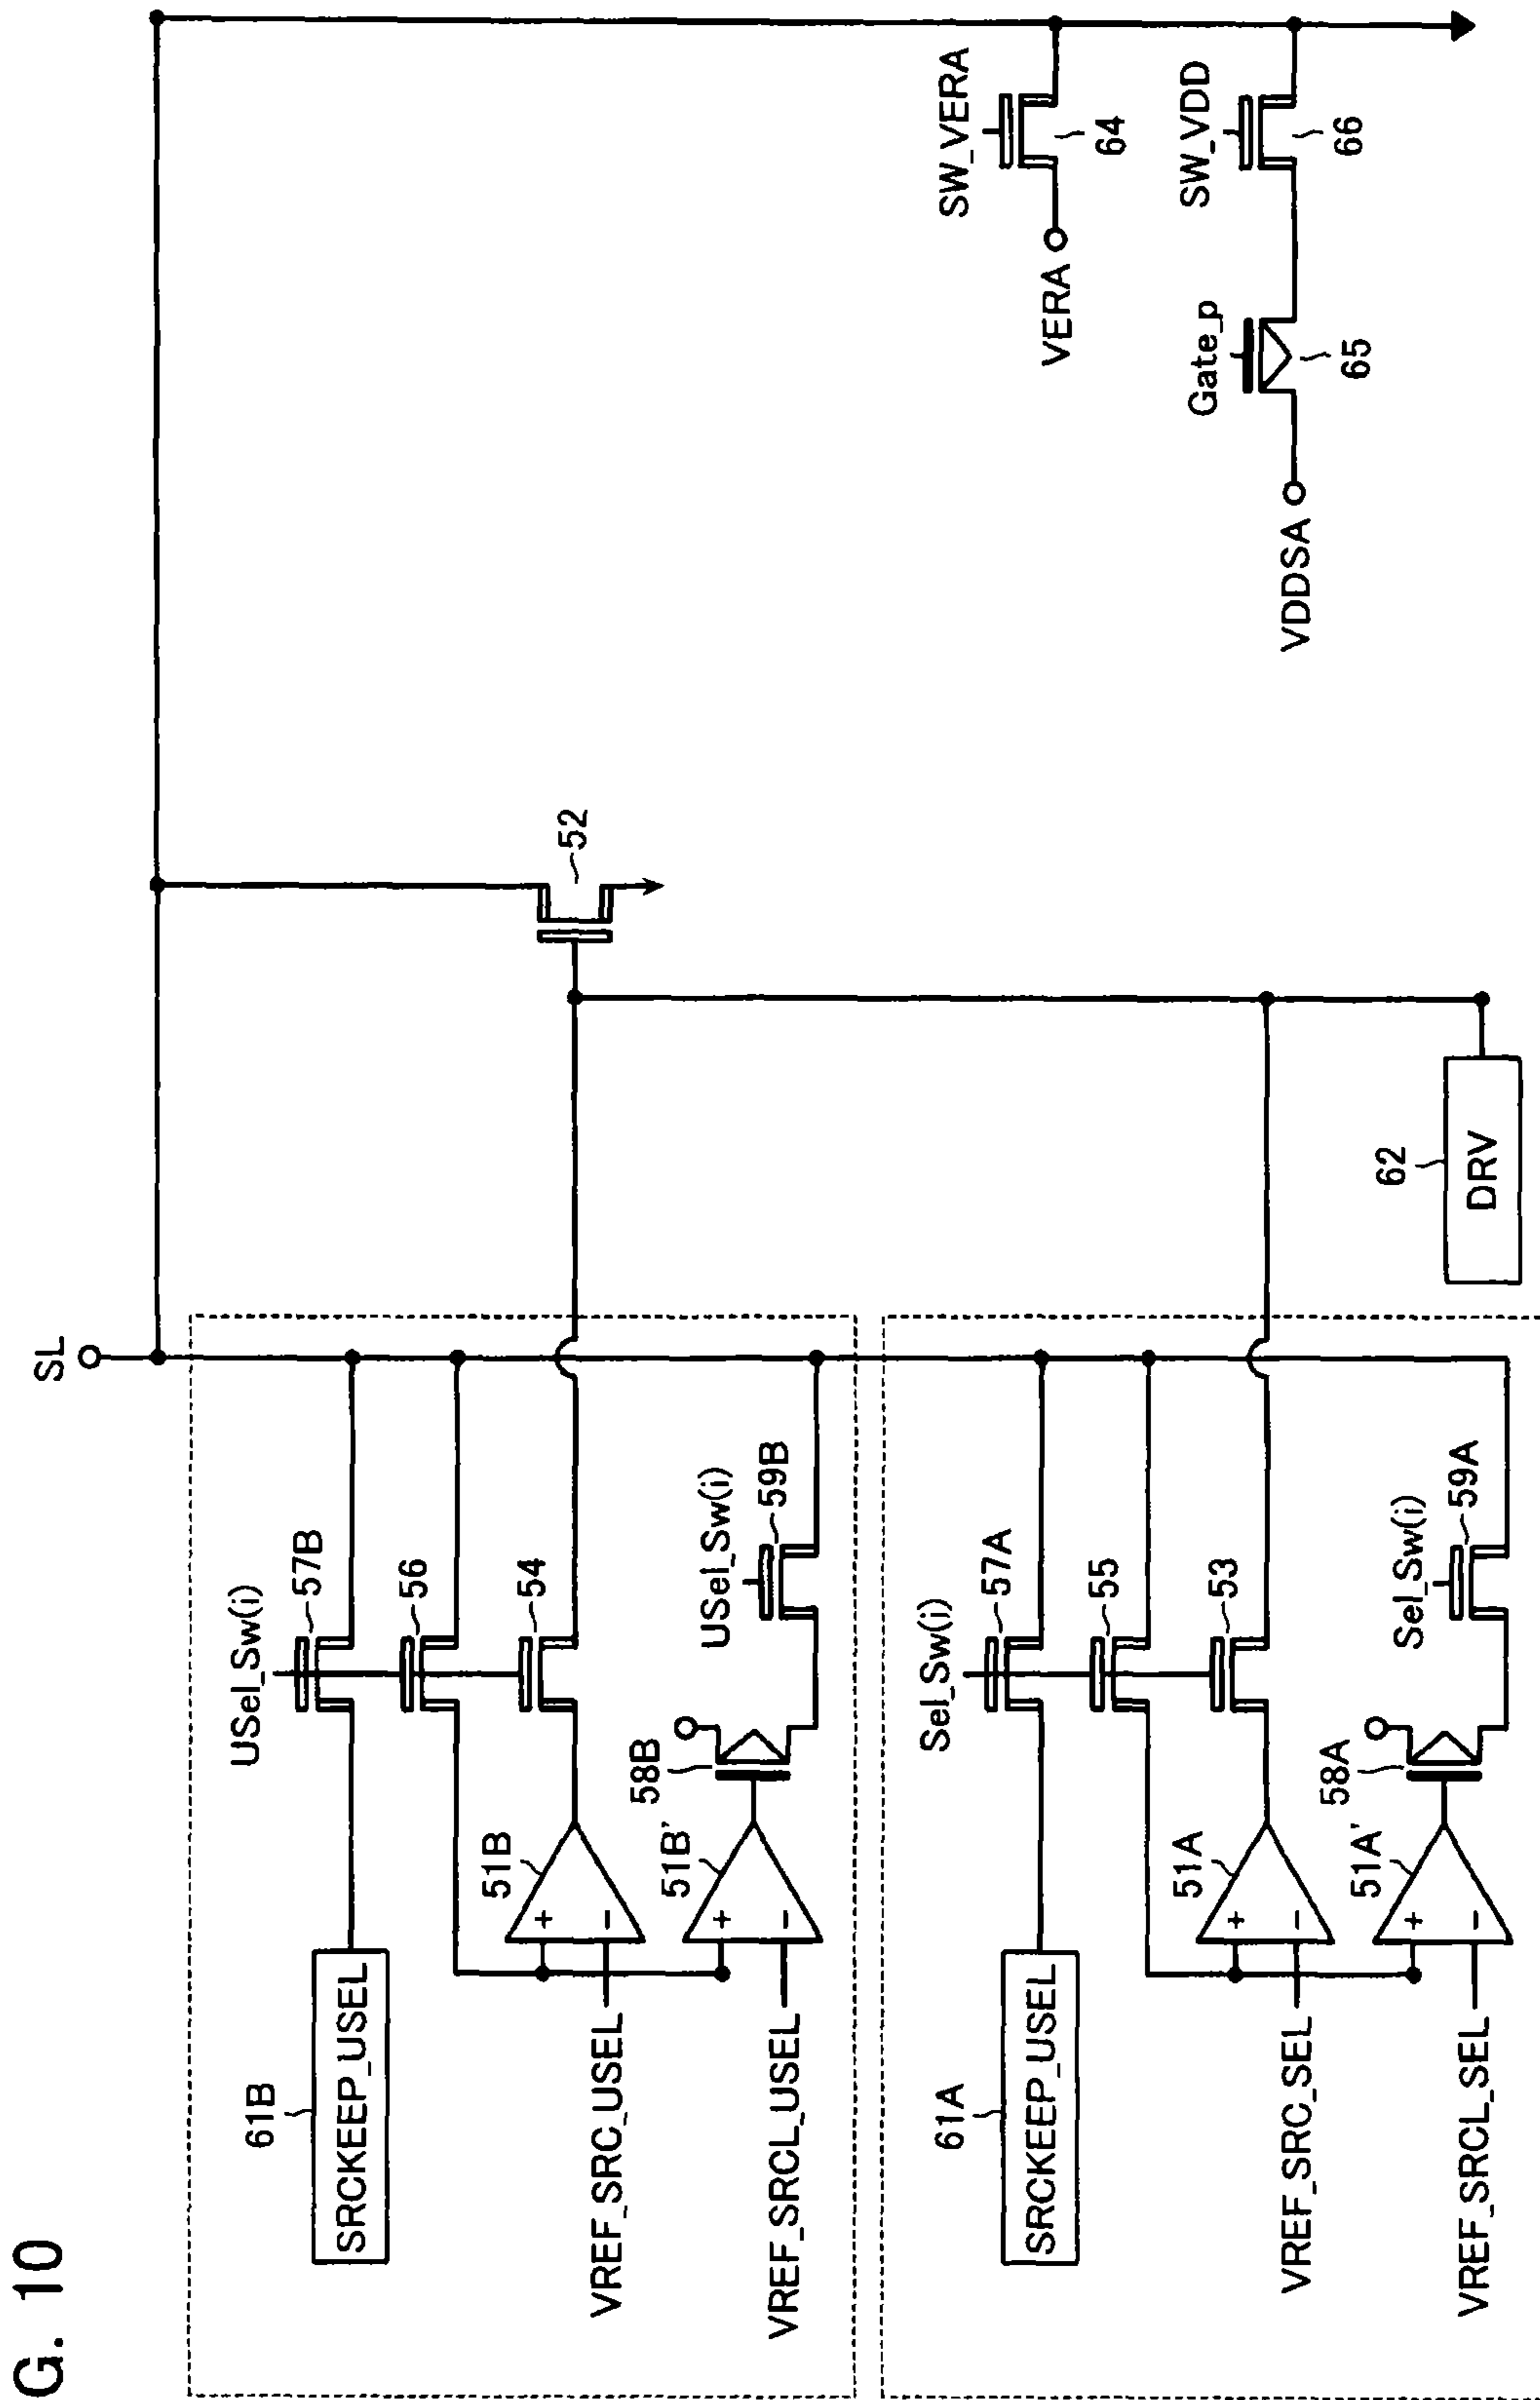 G. 10
SL
USel_Sw(i)
57B
61B
SRCKEEP_USEL
56
54
51B
+
-
VREF_SRC_USEL
51B'
+
-
VREF_SRCL_USEL
58B
USel_Sw(i)
59B
52
Sel_Sw(i)
57A
61A
SRCKEEP_USEL
55
53
51A
+
-
VREF_SRC_SEL
51A'
+
-
VREF_SRCL_SEL
58A
Sel_Sw(i)
59A
62
DRV
SW_VERA
64
VERA
SW_VDD
66
Gate_p
65
VDDSA